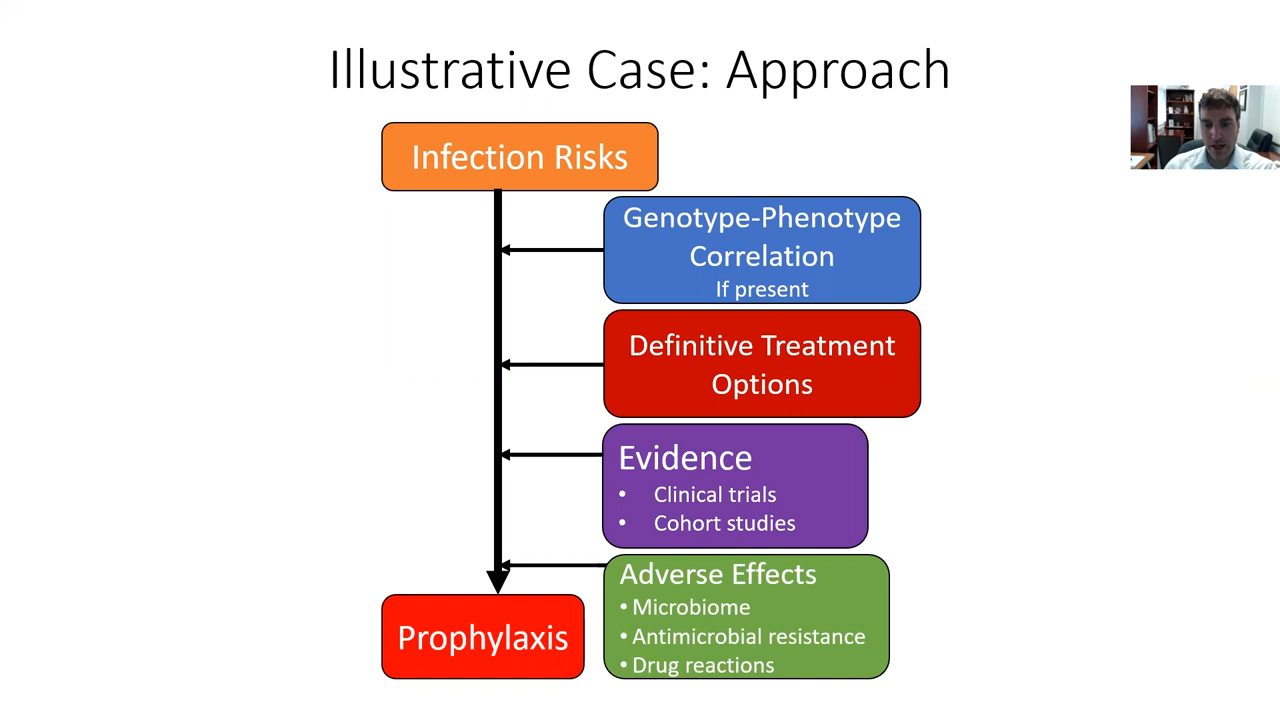 Illustrative Case: Approach
Infection Risks
Genotype-Phenotype
Correlation
If present
Definitive Treatment
Options
Evidence
• Clinical trials
• Cohort studies
Adverse Effects
• Microbiome
• Antimicrobial resistance
• Drug reactions
Prophylaxis